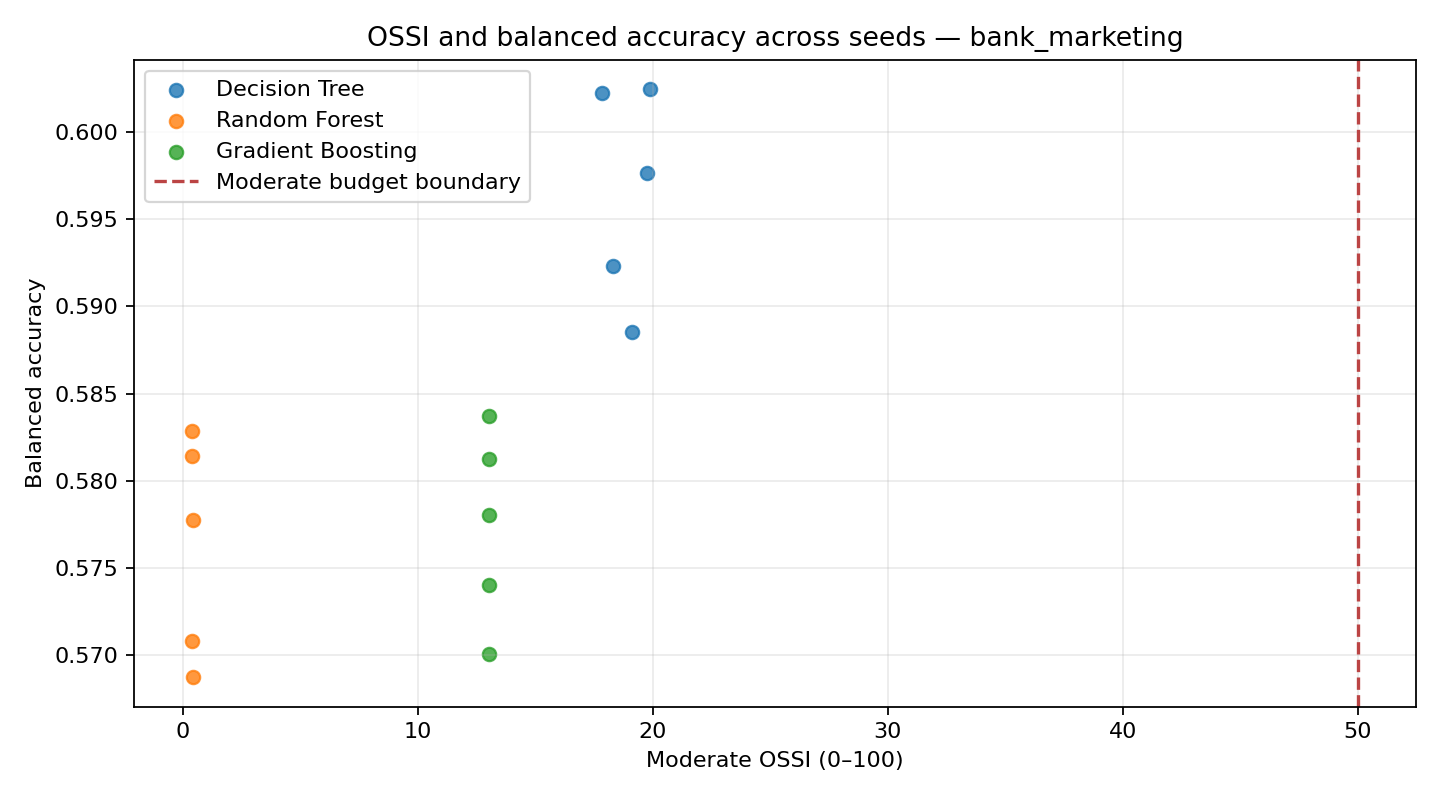 OSSI and balanced accuracy across seeds — bank_marketing
Decision Tree
Random Forest
Gradient Boosting
Moderate budget boundary
Balanced accuracy
0.600
0.595
0.590
0.585
0.580
0.575
0.570
0 10 20 30 40 50
Moderate OSSI (0–100)